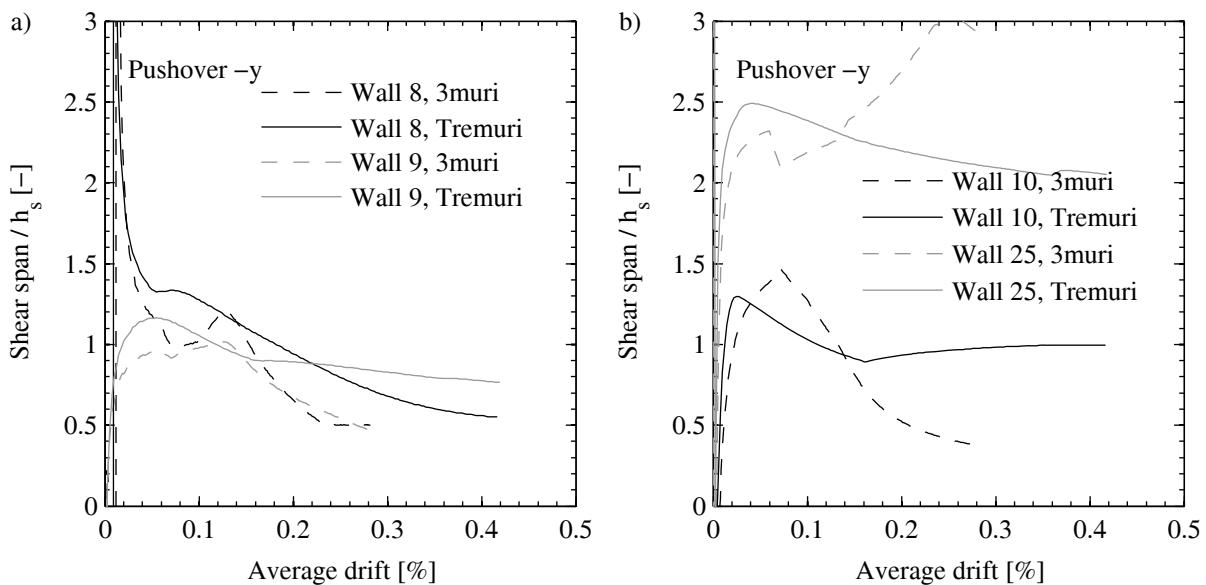 a)
3
2.5
2
1.5
1
0.5
0
Shear span / h_s [−]
Pushover −y
Wall 8, 3muri
Wall 8, Tremuri
Wall 9, 3muri
Wall 9, Tremuri
0 0.1 0.2 0.3 0.4 0.5
Average drift [%]
b)
3
2.5
2
1.5
1
0.5
0
Shear span / h_s [−]
Pushover −y
Wall 10, 3muri
Wall 10, Tremuri
Wall 25, 3muri
Wall 25, Tremuri
0 0.1 0.2 0.3 0.4 0.5
Average drift [%]